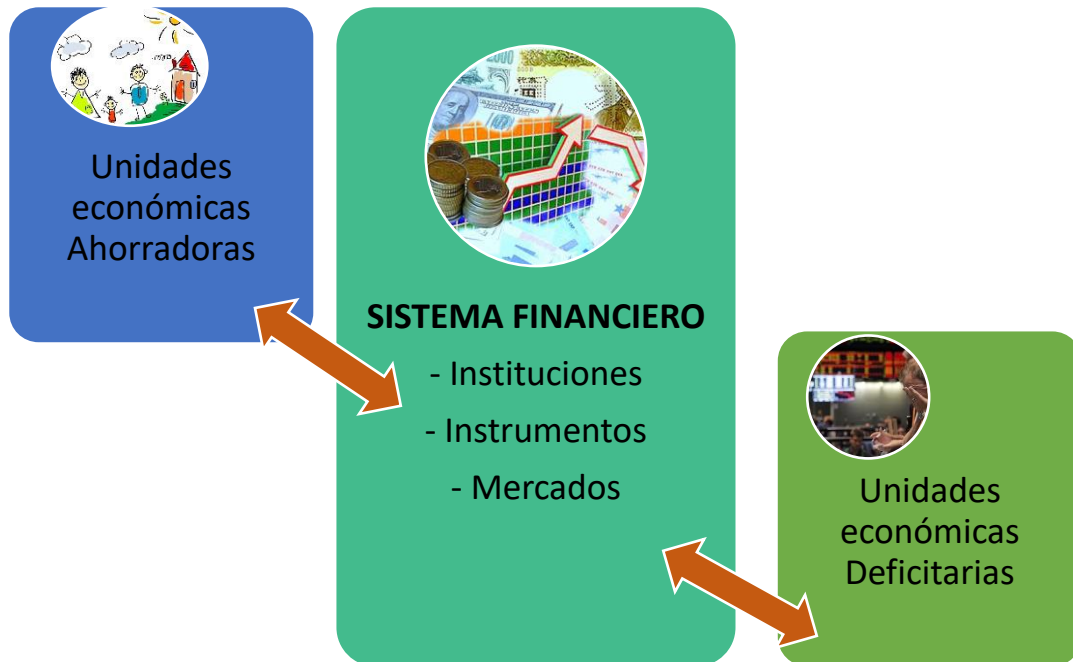 Unidades
económicas
Ahorradoras
SISTEMA FINANCIERO
- Instituciones
- Instrumentos
- Mercados
Unidades
económicas
Deficitarias